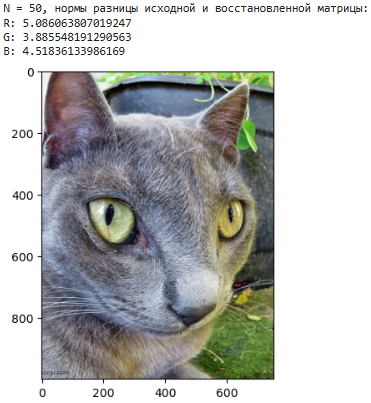 N = 50, нормы разницы исходной и восстановленной матрицы:
R: 5.086063807019247
G: 3.885548191290563
B: 4.51836133986169
0
200
400
600
800
0
200
400
600